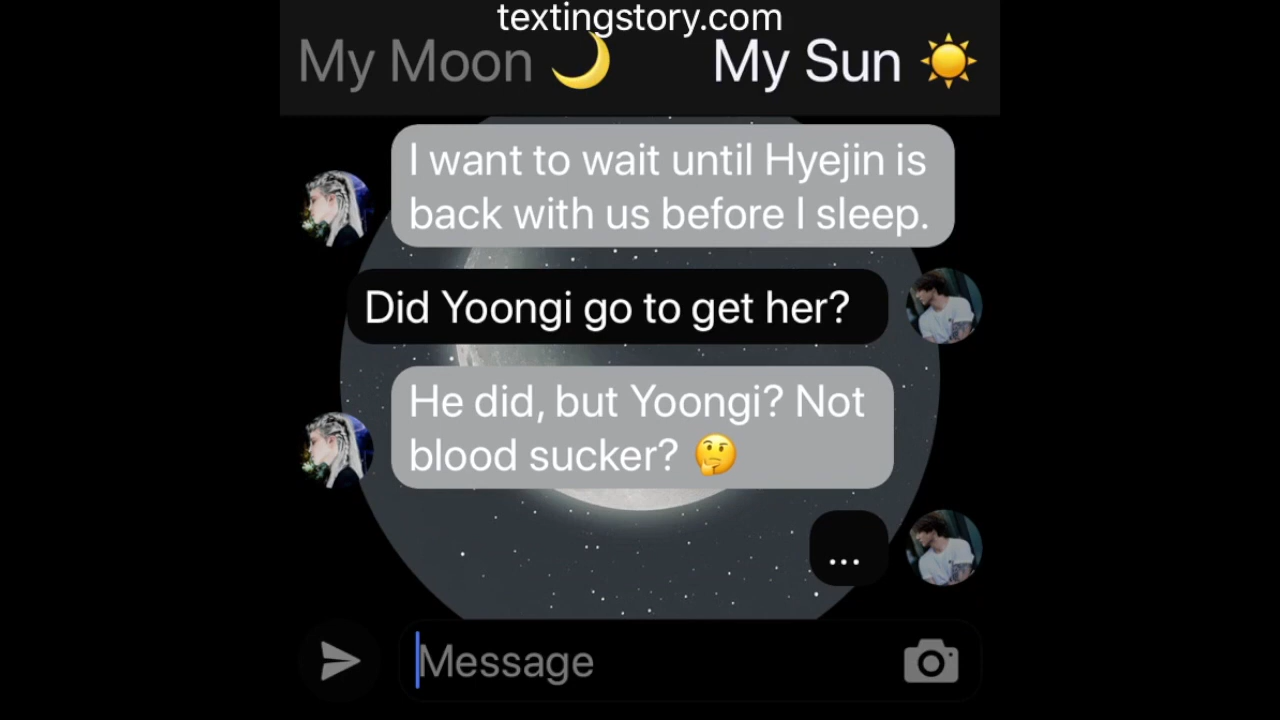 textingstory.com
My Moon 🌙 My Sun ☀️
I want to wait until Hyejin is
back with us before I sleep.
Did Yoongi go to get her?
He did, but Yoongi? Not
blood sucker? 🤔
...
Message